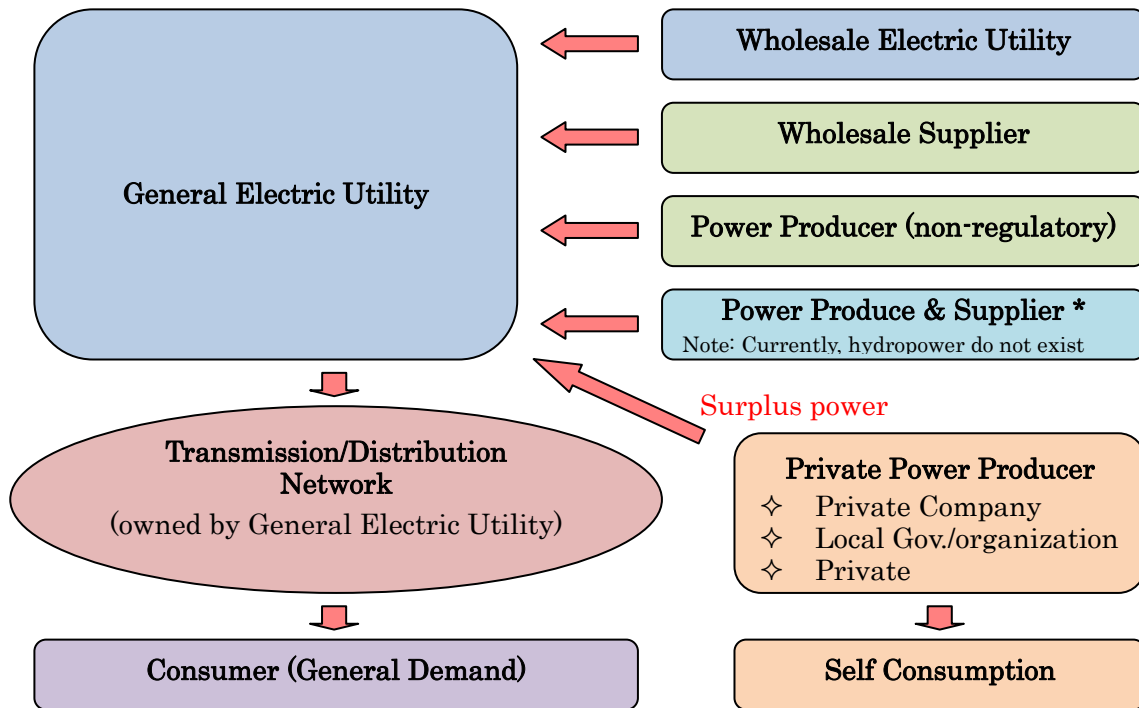 General Electric Utility
Wholesale Electric Utility
Wholesale Supplier
Power Producer (non-regulatory)
Power Produce & Supplier *
Note: Currently, hydropower do not exist
Surplus power
Transmission/Distribution
Network
(owned by General Electric Utility)
Private Power Producer
✧ Private Company
✧ Local Gov./organization
✧ Private
Consumer (General Demand)
Self Consumption